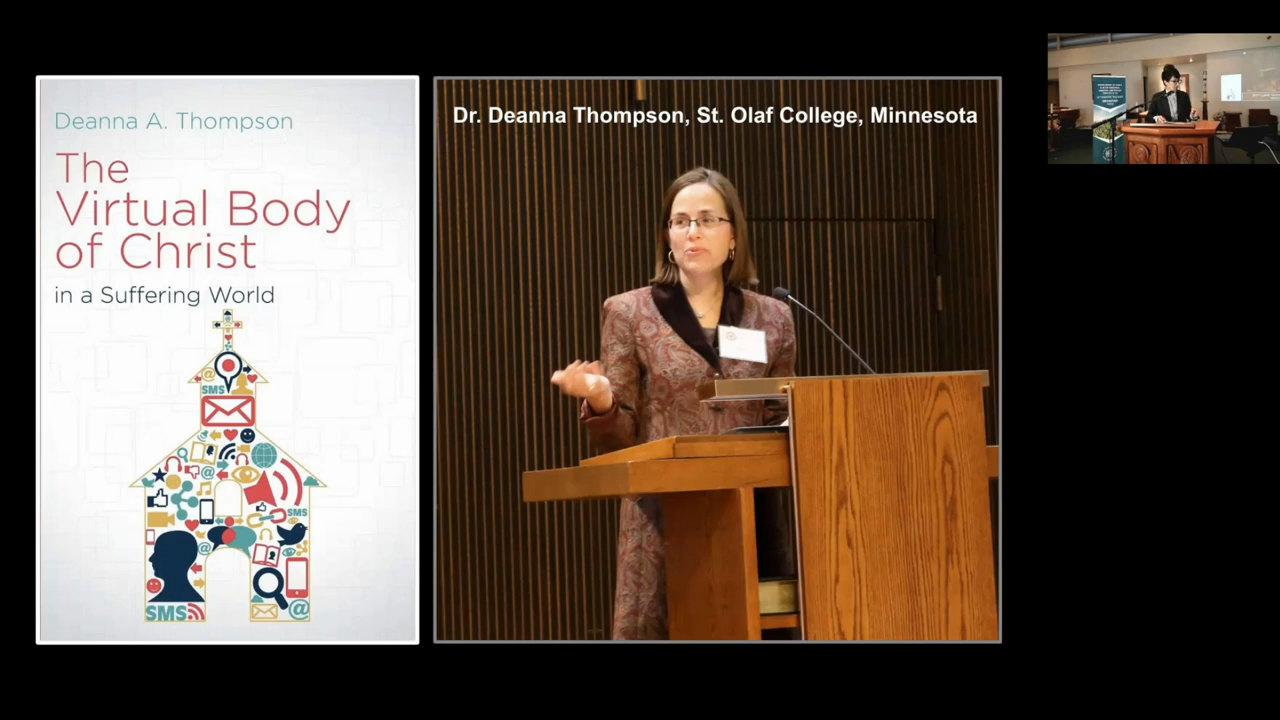 Deanna A. Thompson
The
Virtual Body
of Christ
in a Suffering World
SMS
SMS
SMS
Dr. Deanna Thompson, St. Olaf College, Minnesota